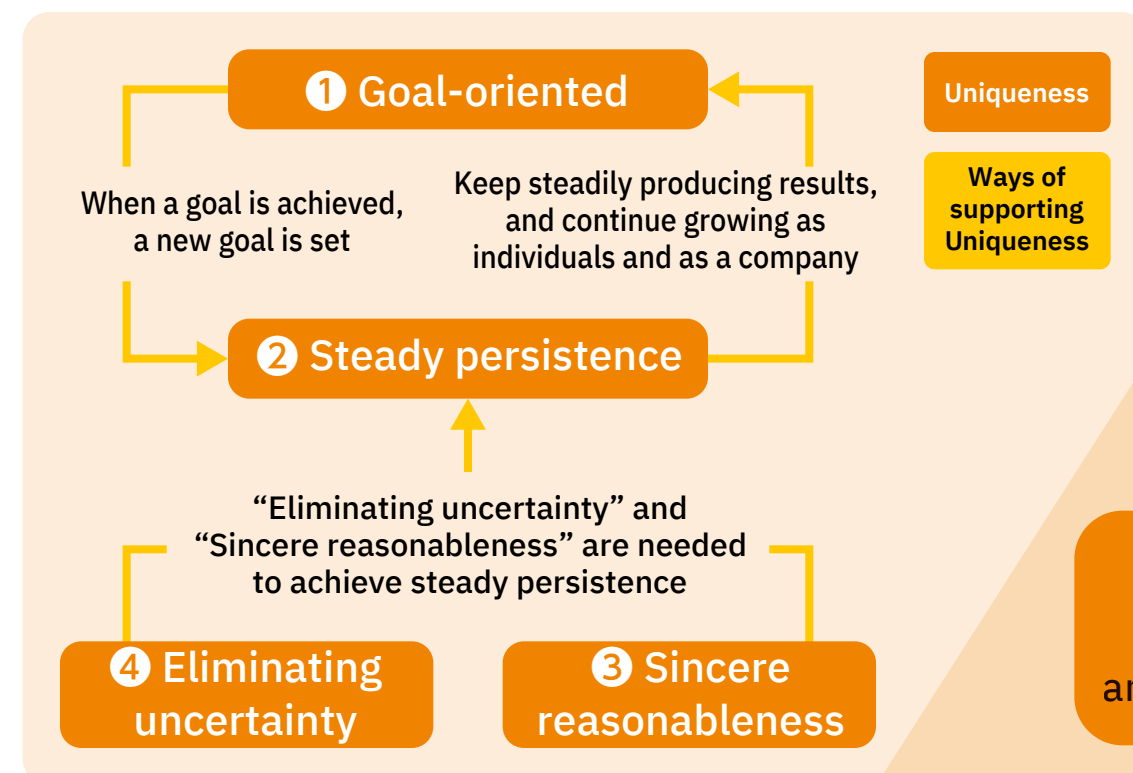 ❶ Goal-oriented
When a goal is achieved,
a new goal is set
Keep steadily producing results,
and continue growing as
individuals and as a company
❷ Steady persistence
“Eliminating uncertainty” and
“Sincere reasonableness” are needed
to achieve steady persistence
❹ Eliminating
uncertainty
❸ Sincere
reasonableness
Uniqueness
Ways of
supporting
Uniqueness